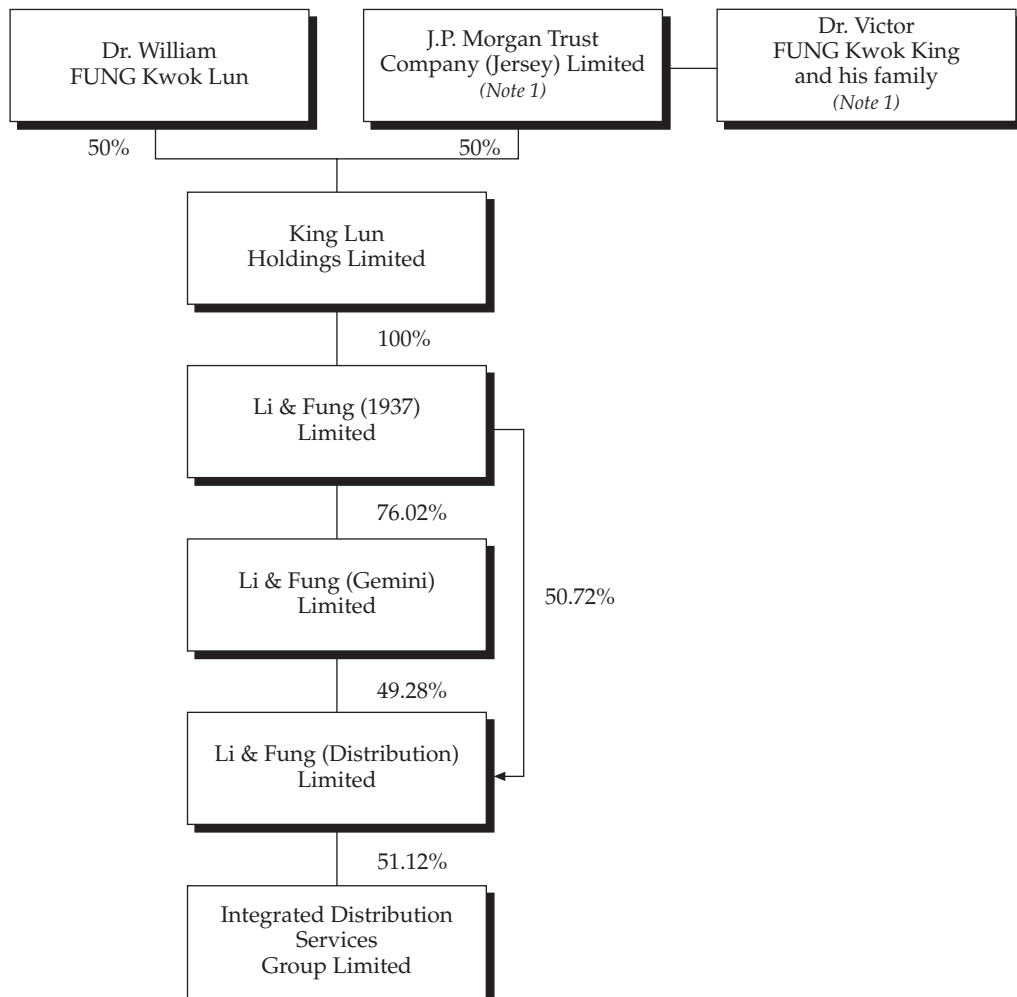 Dr. William
FUNG Kwok Lun
J.P. Morgan Trust
Company (Jersey) Limited
(Note 1)
Dr. Victor
FUNG Kwok King
and his family
(Note 1)
50%
50%
King Lun
Holdings Limited
100%
Li & Fung (1937)
Limited
76.02%
Li & Fung (Gemini)
Limited
50.72%
49.28%
Li & Fung (Distribution)
Limited
51.12%
Integrated Distribution
Services
Group Limited